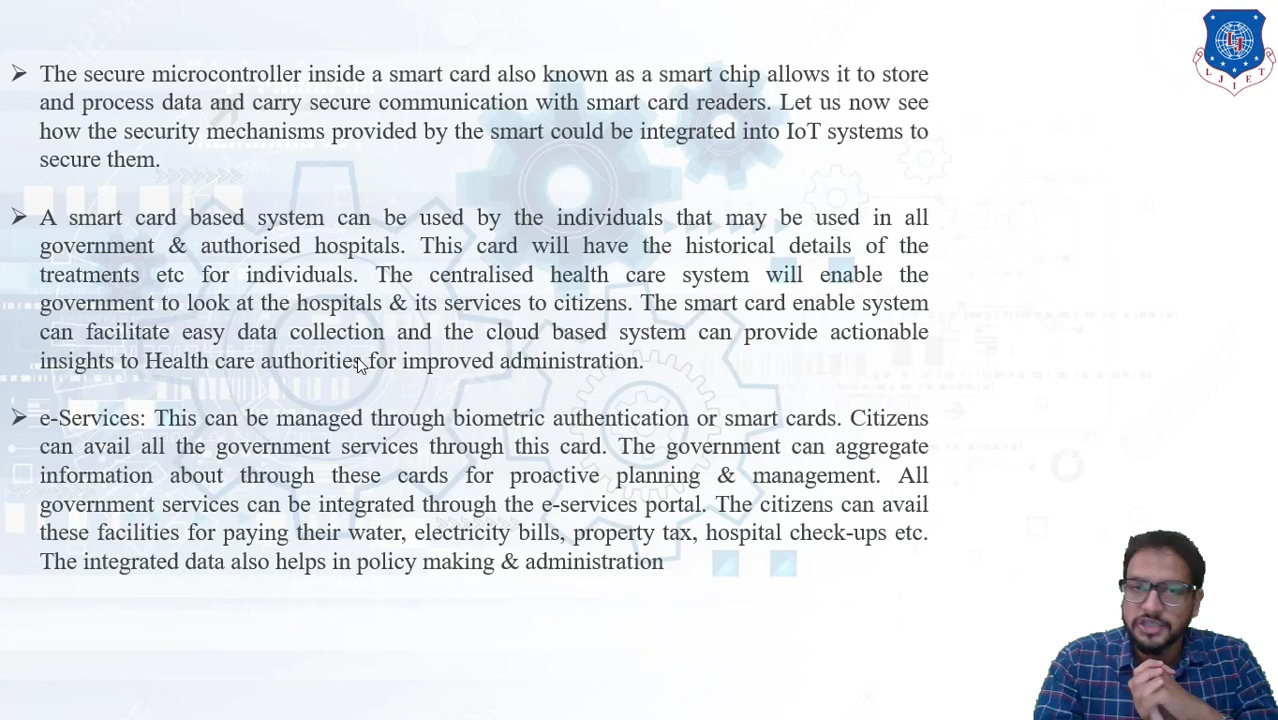 The secure microcontroller inside a smart card also known as a smart chip allows it to store
and process data and carry secure communication with smart card readers. Let us now see
how the security mechanisms provided by the smart could be integrated into IoT systems to
secure them.
A smart card based system can be used by the individuals that may be used in all
government & authorised hospitals. This card will have the historical details of the
treatments etc for individuals. The centralised health care system will enable the
government to look at the hospitals & its services to citizens. The smart card enable system
can facilitate easy data collection and the cloud based system can provide actionable
insights to Health care authorities for improved administration.
e-Services: This can be managed through biometric authentication or smart cards. Citizens
can avail all the government services through this card. The government can aggregate
information about through these cards for proactive planning & management. All
government services can be integrated through the e-services portal. The citizens can avail
these facilities for paying their water, electricity bills, property tax, hospital check-ups etc.
The integrated data also helps in policy making & administration
LJ
LJIET